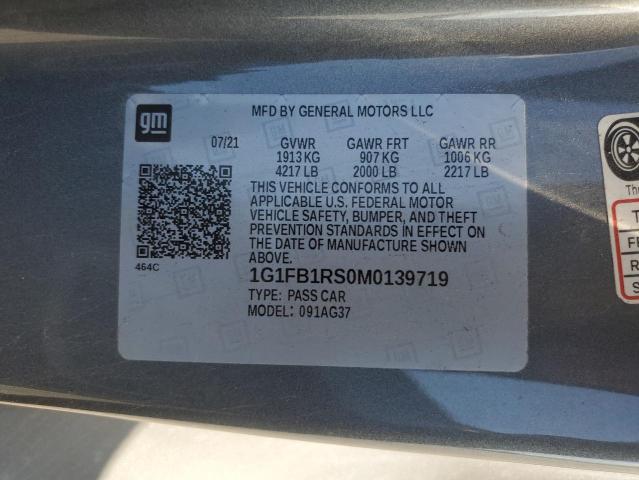 gm
MFD BY GENERAL MOTORS LLC
07/21 GVWR GAWR FRT GAWR RR
1913 KG 907 KG 1006 KG
4217 LB 2000 LB 2217 LB
THIS VEHICLE CONFORMS TO ALL
APPLICABLE U.S. FEDERAL MOTOR
VEHICLE SAFETY, BUMPER, AND THEFT
PREVENTION STANDARDS IN EFFECT ON
THE DATE OF MANUFACTURE SHOWN
ABOVE.
464C
1G1FB1RS0M0139719
TYPE: PASS CAR
MODEL: 091AG37